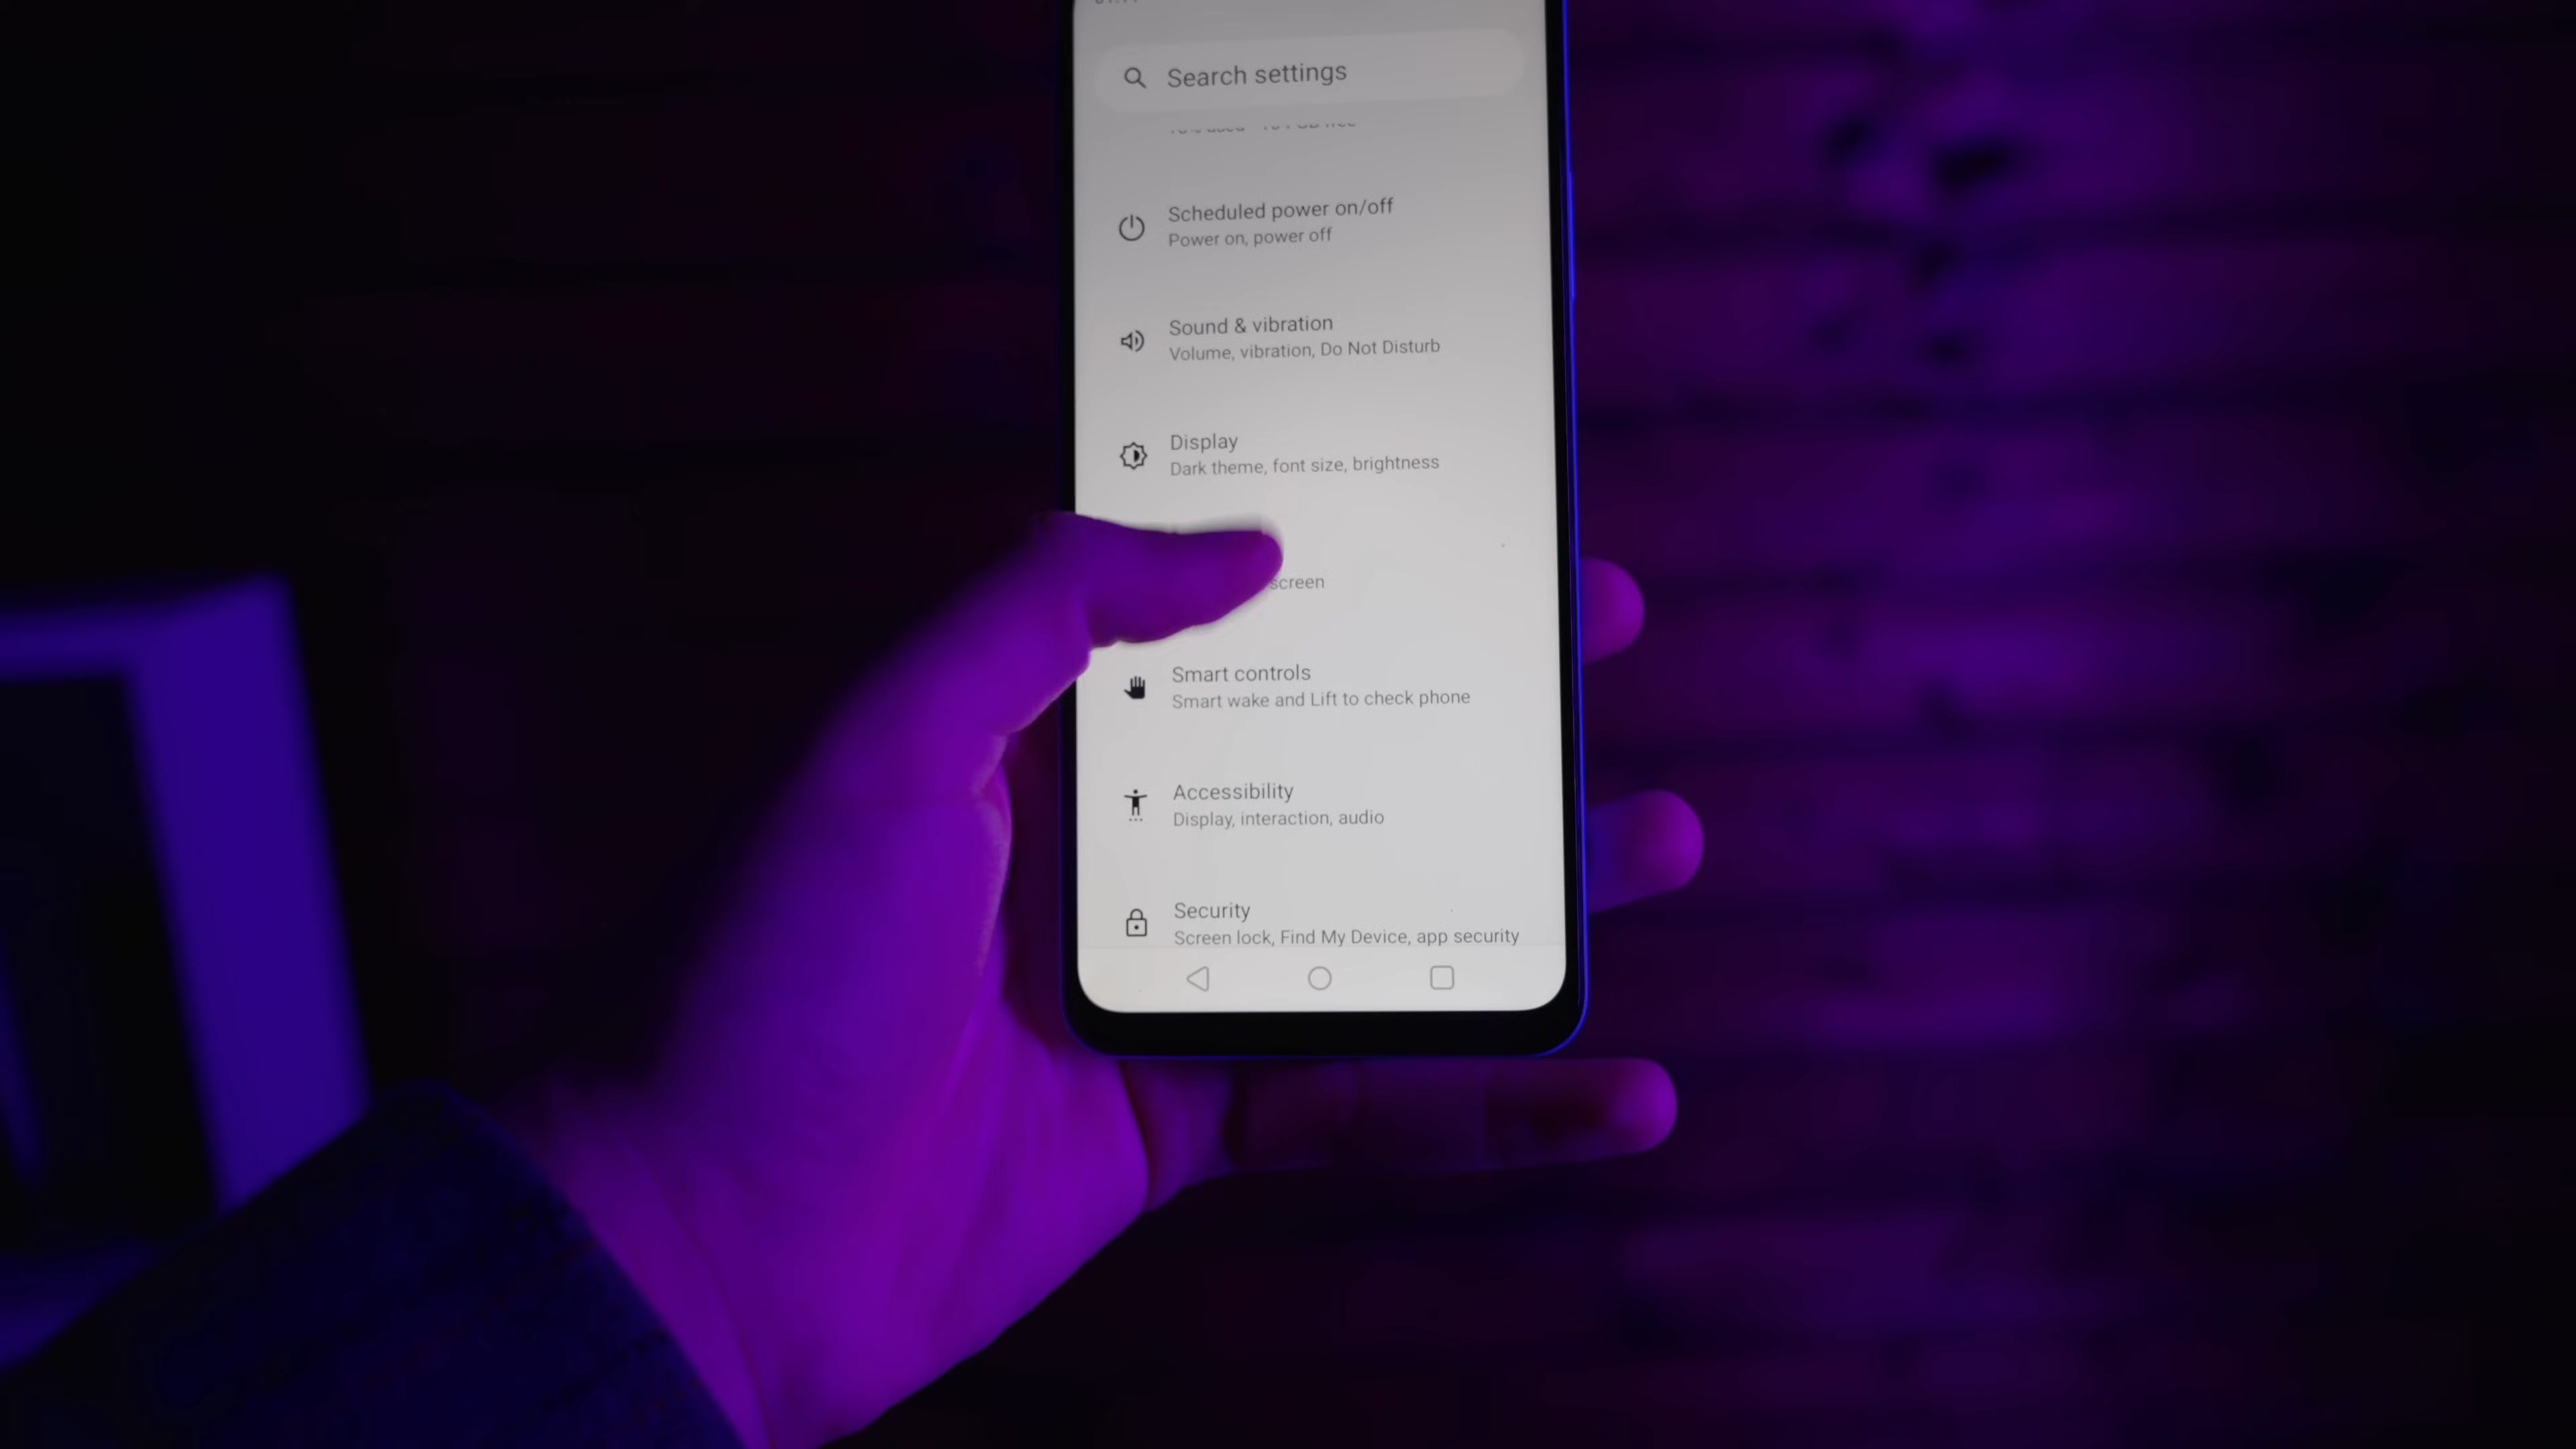 Search settings
Scheduled power on/off
Power on, power off
Sound & vibration
Volume, vibration, Do Not Disturb
Display
Dark theme, font size, brightness
screen
Smart controls
Smart wake and Lift to check phone
Accessibility
Display, interaction, audio
Security
Screen lock, Find My Device, app security